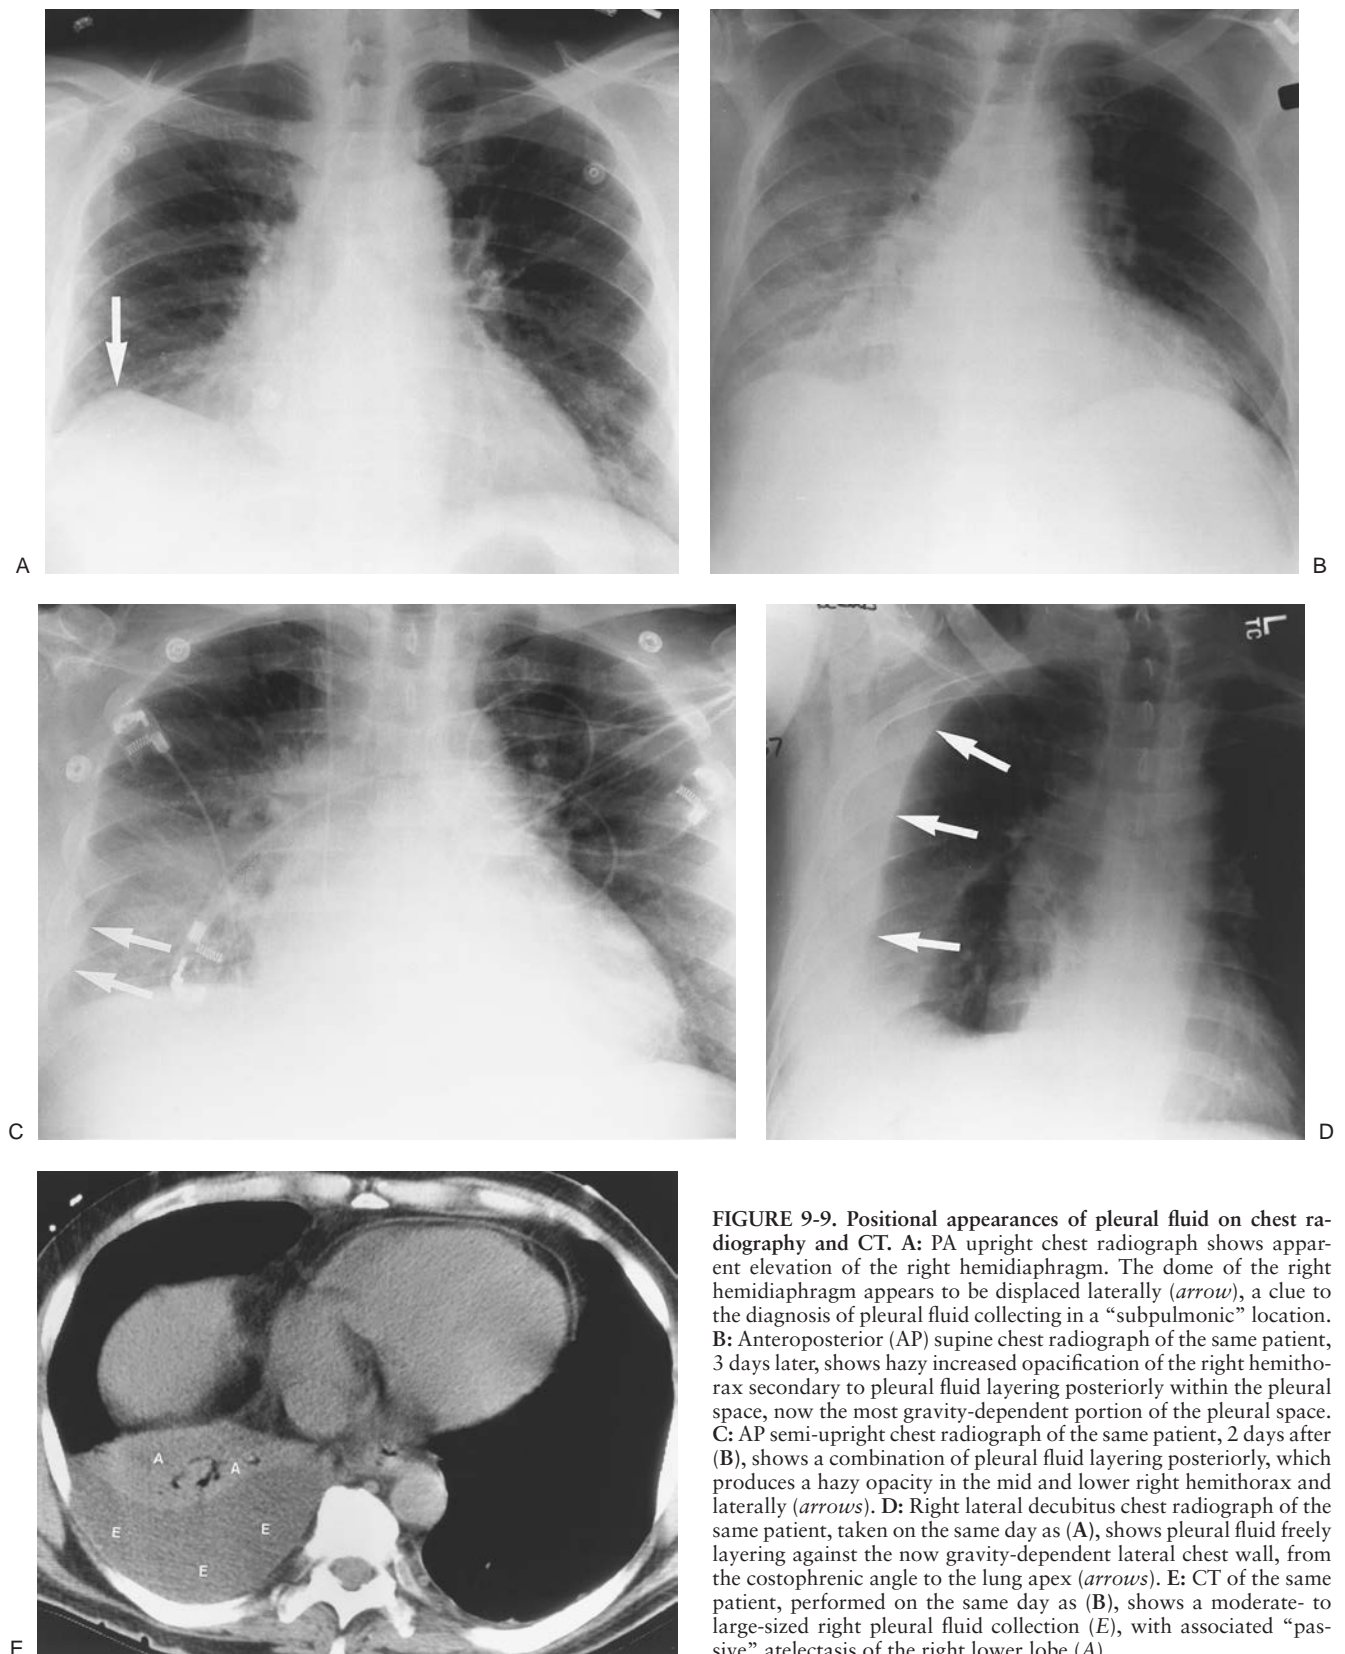 A
B
C
TC
L
D
A
A
E
E
E
E
FIGURE 9-9. Positional appearances of pleural fluid on chest ra-
diography and CT. A: PA upright chest radiograph shows appar-
ent elevation of the right hemidiaphragm. The dome of the right
hemidiaphragm appears to be displaced laterally (arrow), a clue to
the diagnosis of pleural fluid collecting in a “subpulmonic” location.
B: Anteroposterior (AP) supine chest radiograph of the same patient,
3 days later, shows hazy increased opacification of the right hemitho-
rax secondary to pleural fluid layering posteriorly within the pleural
space, now the most gravity-dependent portion of the pleural space.
C: AP semi-upright chest radiograph of the same patient, 2 days after
(B), shows a combination of pleural fluid layering posteriorly, which
produces a hazy opacity in the mid and lower right hemithorax and
laterally (arrows). D: Right lateral decubitus chest radiograph of the
same patient, taken on the same day as (A), shows pleural fluid freely
layering against the now gravity-dependent lateral chest wall, from
the costophrenic angle to the lung apex (arrows). E: CT of the same
patient, performed on the same day as (B), shows a moderate- to
large-sized right pleural fluid collection (E), with associated “pas-
sive” atelectasis of the right lower lobe (A).